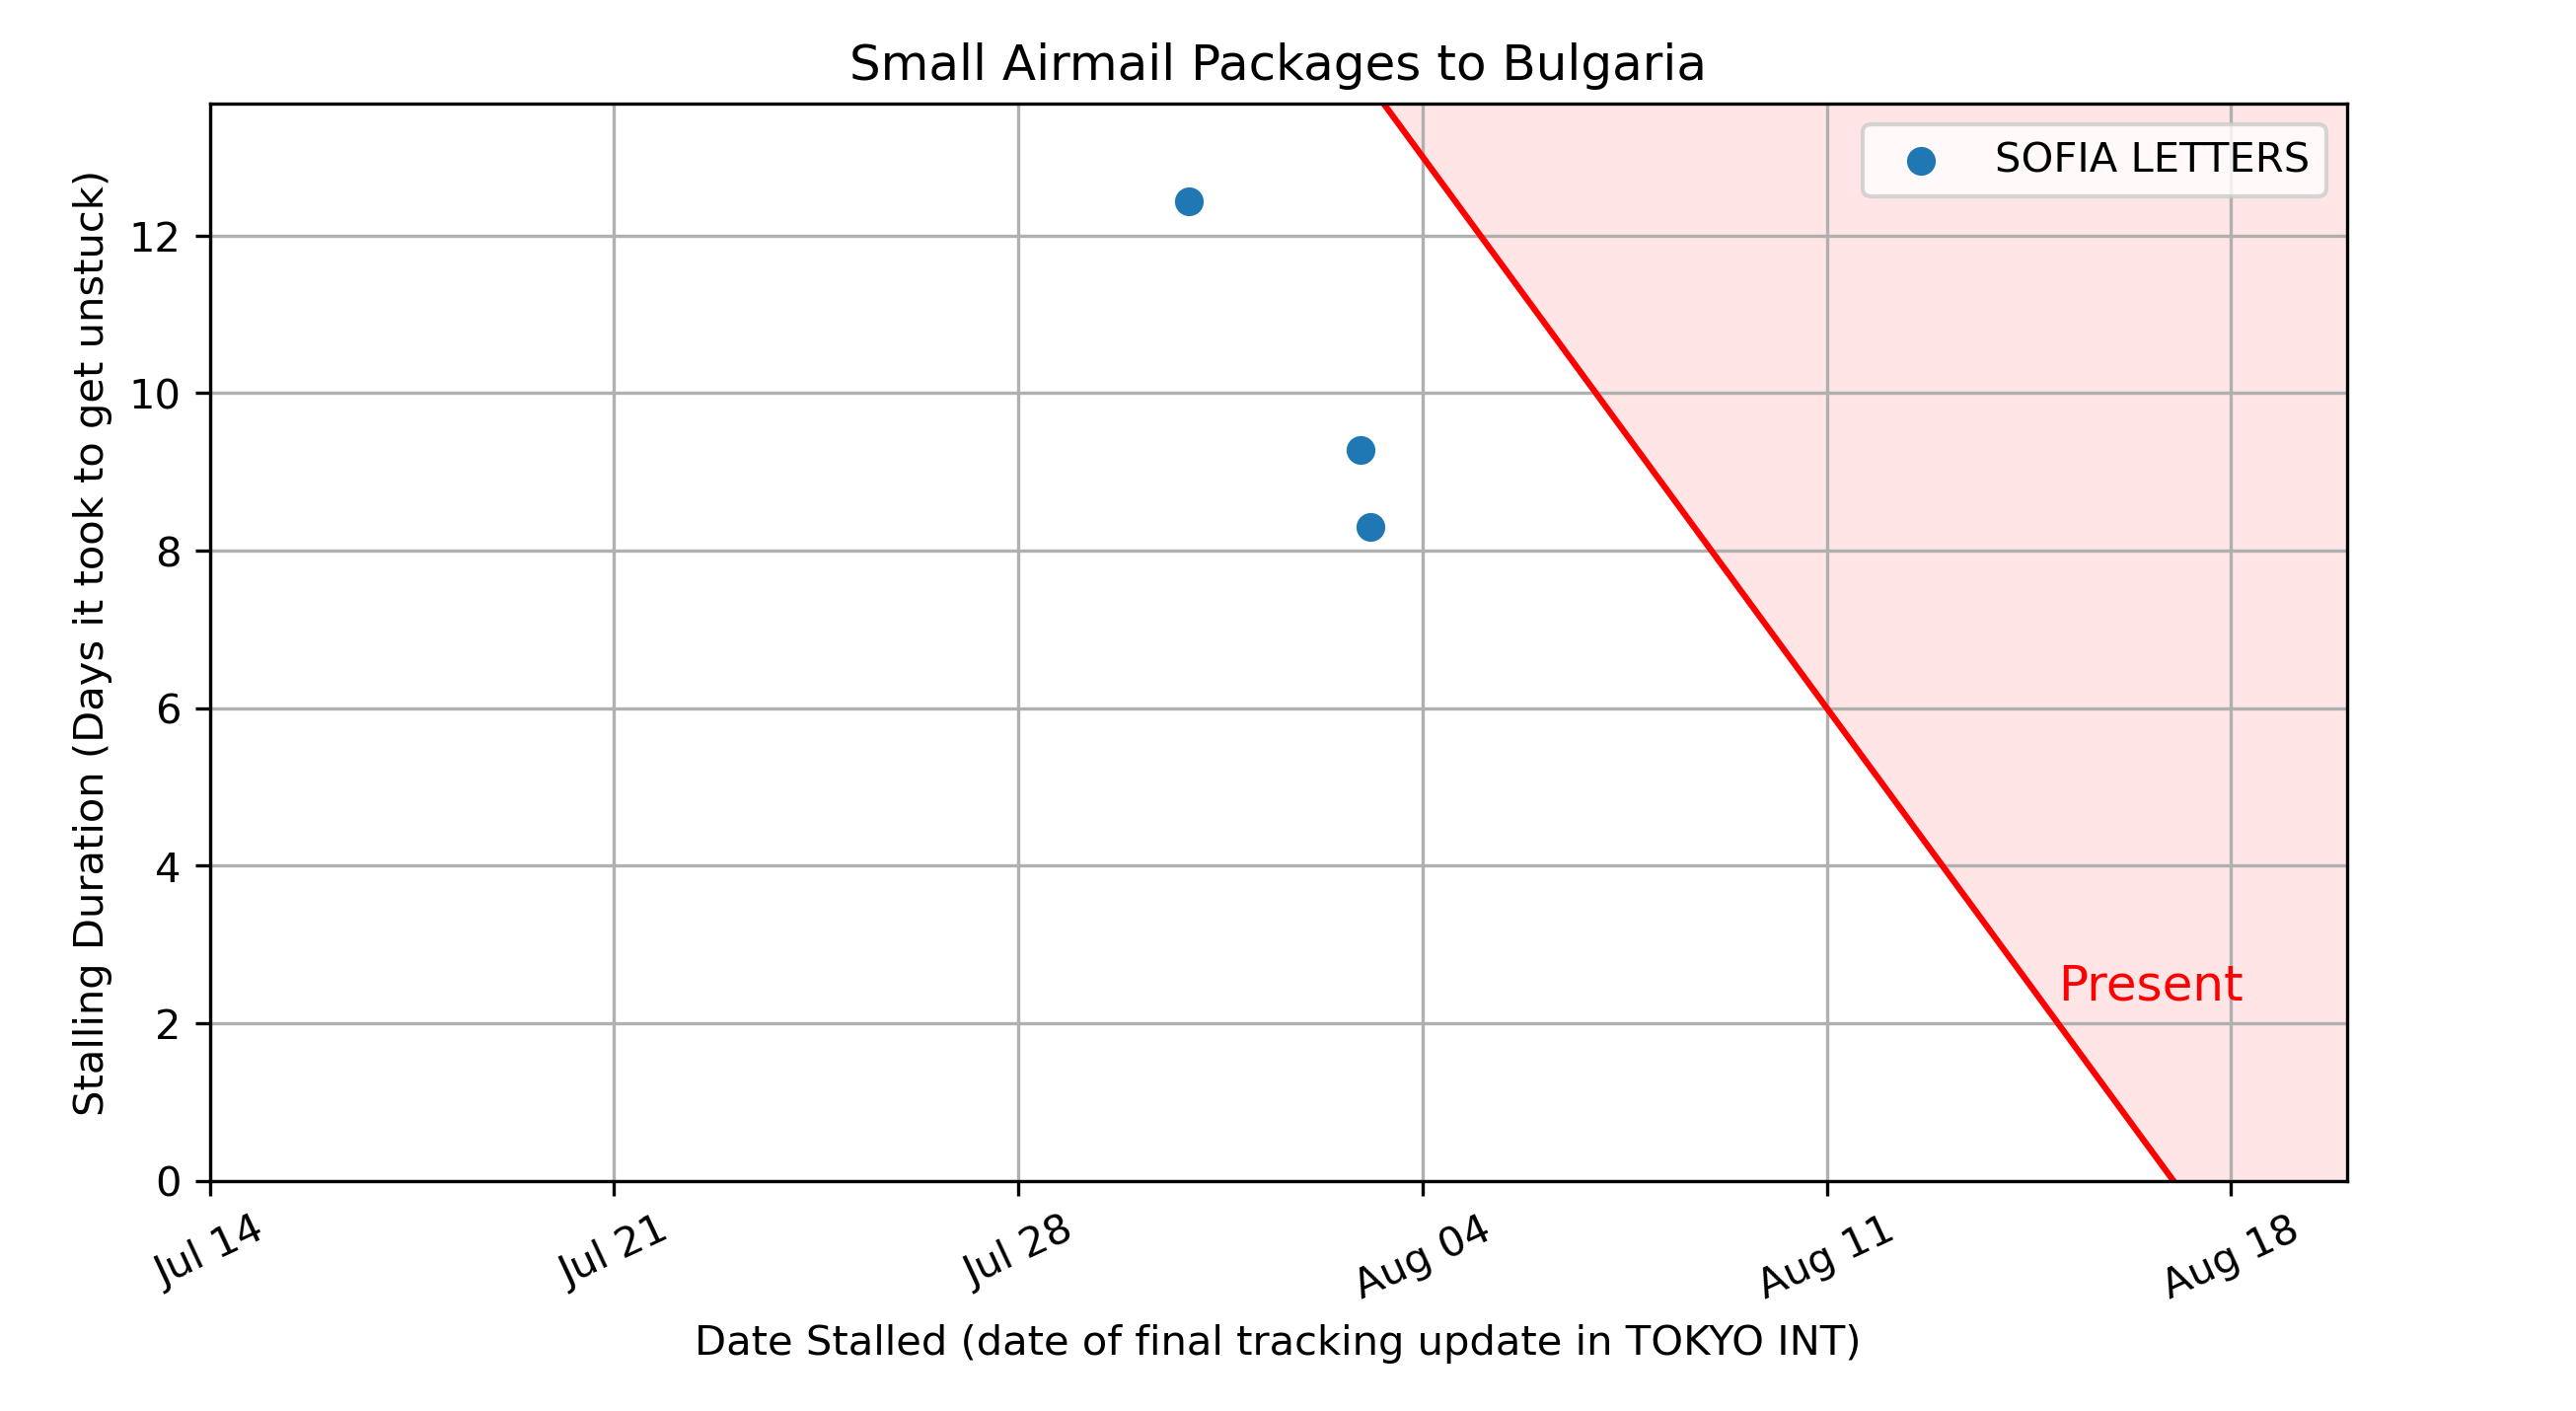 Small Airmail Packages to Bulgaria
SOFIA LETTERS
Stalling Duration (Days it took to get unstuck)
12
10
8
6
4
2
0
Present
Jul 14
Jul 21
Jul 28
Aug 04
Aug 11
Aug 18
Date Stalled (date of final tracking update in TOKYO INT)